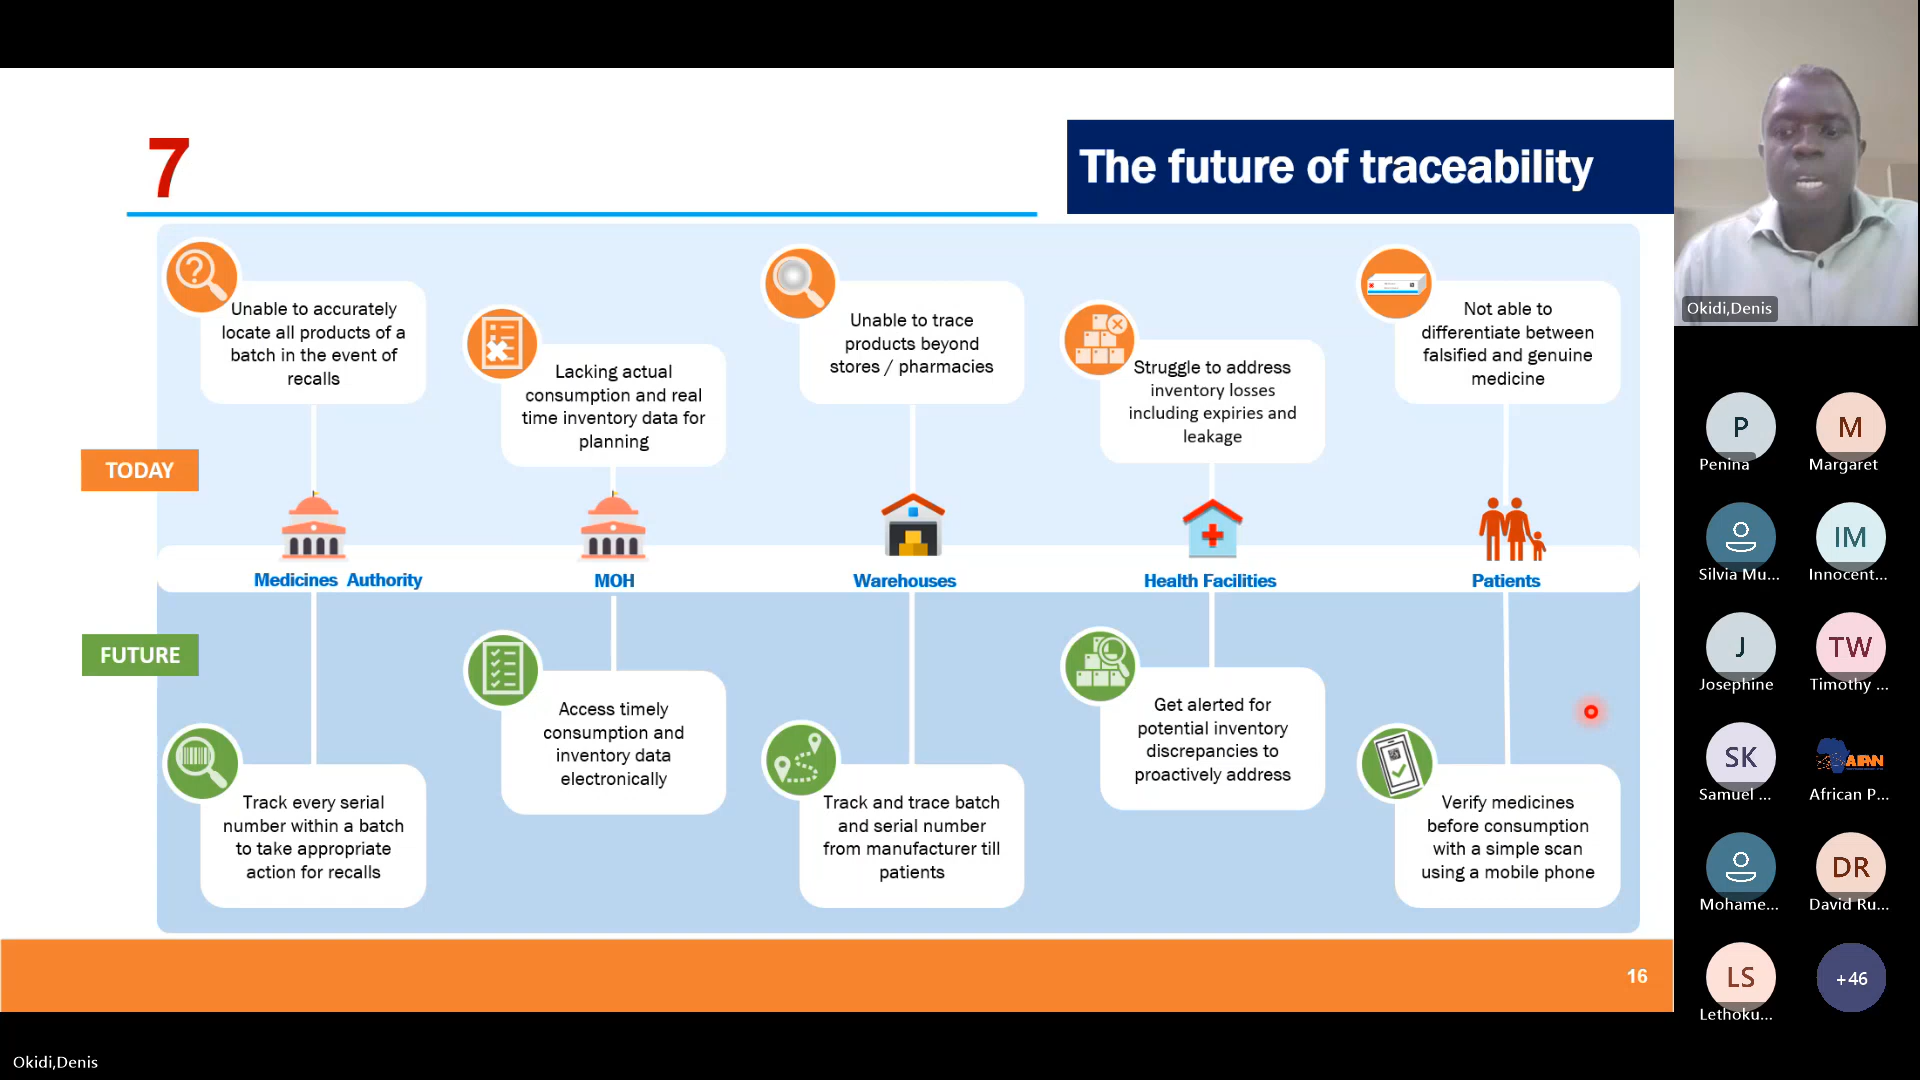 7
The future of traceability
Unable to accurately
locate all products of a
batch in the event of
recalls
Lacking actual
consumption and real
time inventory data for
planning
Unable to trace
products beyond
stores / pharmacies
Struggle to address
inventory losses
including expiries and
leakage
Not able to
differentiate between
falsified and genuine
medicine
TODAY
Medicines Authority
MOH
Warehouses
Health Facilities
Patients
FUTURE
Track every serial
number within a batch
to take appropriate
action for recalls
Access timely
consumption and
inventory data
electronically
Track and trace batch
and serial number
from manufacturer till
patients
Get alerted for
potential inventory
discrepancies to
proactively address
Verify medicines
before consumption
with a simple scan
using a mobile phone
16
Okidi,Denis
P
Penina
M
Margaret
Silvia Mu...
IM
Innocent...
J
Josephine
TW
Timothy ...
SK
Samuel ...
African P...
Mohame...
DR
David Ru...
LS
Lethoku...
+46
Okidi,Denis